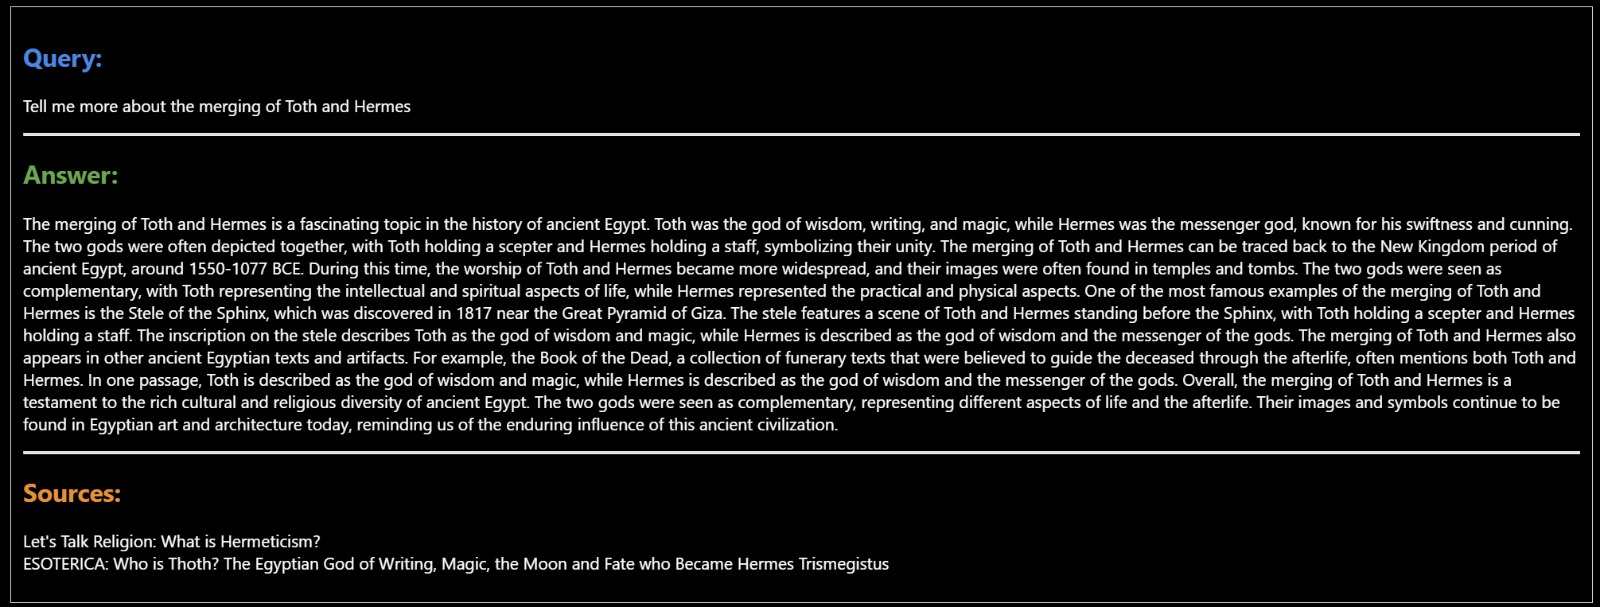 Query:
Tell me more about the merging of Toth and Hermes
Answer:
The merging of Toth and Hermes is a fascinating topic in the history of ancient Egypt. Toth was the god of wisdom, writing, and magic, while Hermes was the messenger god, known for his swiftness and cunning.
The two gods were often depicted together, with Toth holding a scepter and Hermes holding a staff, symbolizing their unity. The merging of Toth and Hermes can be traced back to the New Kingdom period of
ancient Egypt, around 1550-1077 BCE. During this time, the worship of Toth and Hermes became more widespread, and their images were often found in temples and tombs. The two gods were seen as
complementary, with Toth representing the intellectual and spiritual aspects of life, while Hermes represented the practical and physical aspects. One of the most famous examples of the merging of Toth and
Hermes is the Stele of the Sphinx, which was discovered in 1817 near the Great Pyramid of Giza. The stele features a scene of Toth and Hermes standing before the Sphinx, with Toth holding a scepter and Hermes
holding a staff. The inscription on the stele describes Toth as the god of wisdom and magic, while Hermes is described as the god of wisdom and the messenger of the gods. The merging of Toth and Hermes also
appears in other ancient Egyptian texts and artifacts. For example, the Book of the Dead, a collection of funerary texts that were believed to guide the deceased through the afterlife, often mentions both Toth and
Hermes. In one passage, Toth is described as the god of wisdom and magic, while Hermes is described as the god of wisdom and the messenger of the gods. Overall, the merging of Toth and Hermes is a
testament to the rich cultural and religious diversity of ancient Egypt. The two gods were seen as complementary, representing different aspects of life and the afterlife. Their images and symbols continue to be
found in Egyptian art and architecture today, reminding us of the enduring influence of this ancient civilization.
Sources:
Let's Talk Religion: What is Hermeticism?
ESOTERICA: Who is Thoth? The Egyptian God of Writing, Magic, the Moon and Fate who Became Hermes Trismegistus